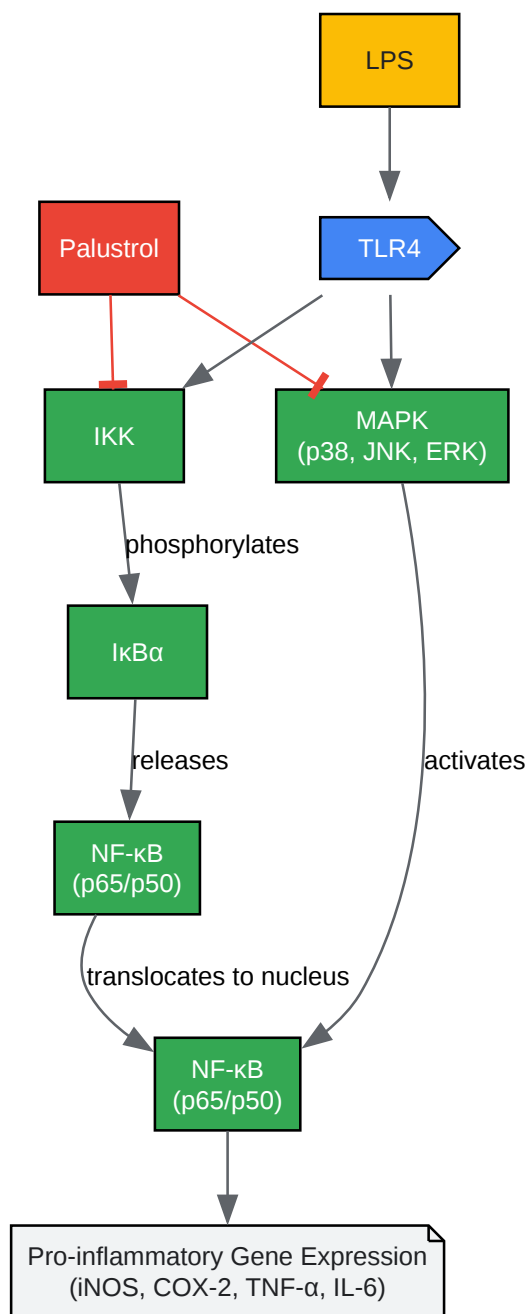 LPS
Palustrol
TLR4
IKK
MAPK
(p38, JNK, ERK)
phosphorylates
IκBα
releases
activates
NF-κB
(p65/p50)
translocates to nucleus
NF-κB
(p65/p50)
Pro-inflammatory Gene Expression
(iNOS, COX-2, TNF-α, IL-6)